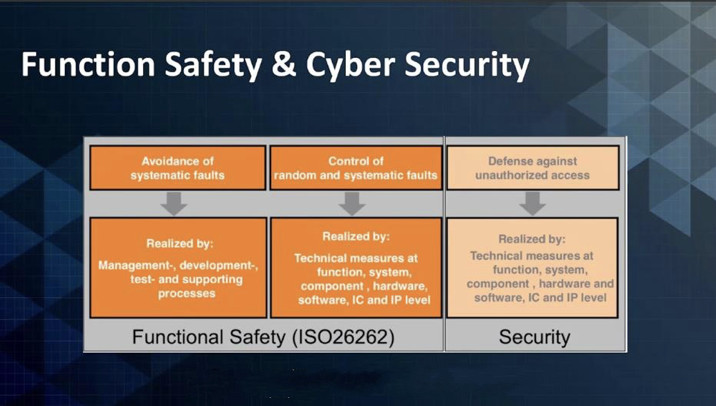 Function Safety & Cyber Security
Avoidance of
systematic faults
Control of
random and systematic faults
Defense against
unauthorized access
Realized by:
Management-, development-,
test- and supporting
processes
Realized by:
Technical measures at
function, system,
component , hardware,
software, IC and IP level
Realized by:
Technical measures at
function, system,
component , hardware and
software, IC and IP level
Functional Safety (ISO26262)
Security